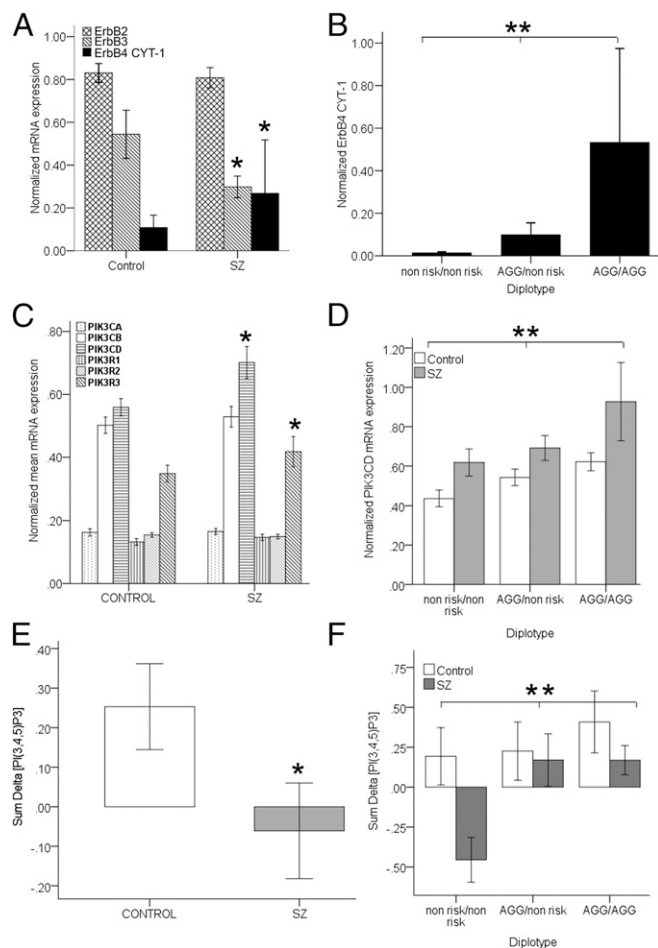 A
ErbB2
ErbB3
ErbB4 CYT-1
Normalized mRNA expression
0.80
0.60
0.40
0.20
0.00
*
*
Control
SZ
B
**
Normalized ErbB4 CYT-1
1.00
0.80
0.60
0.40
0.20
0.00
non risk/non risk
AGG/non risk
AGG/AGG
Diplotype
C
PIK3CA
PIK3CB
PIK3CD
PIK3R1
PIK3R2
PIK3R3
Normalized mean mRNA expression
.80
.60
.40
.20
.00
*
*
CONTROL
SZ
D
**
Control
SZ
Normalized PIK3CD mRNA expression
1.20
1.00
.80
.60
.40
.20
.00
non risk/non
risk
AGG/non risk
AGG/AGG
Diplotype
E
Sum Delta [PI(3,4,5)P3]
.40
.30
.20
.10
.00
-.10
-.20
*
CONTROL
SZ
F
Control
SZ
**
Sum Delta [PI(3,4,5)P3]
.75
.50
.25
.00
-.25
-.50
non risk/non
risk
AGG/non risk
AGG/AGG
Diplotype